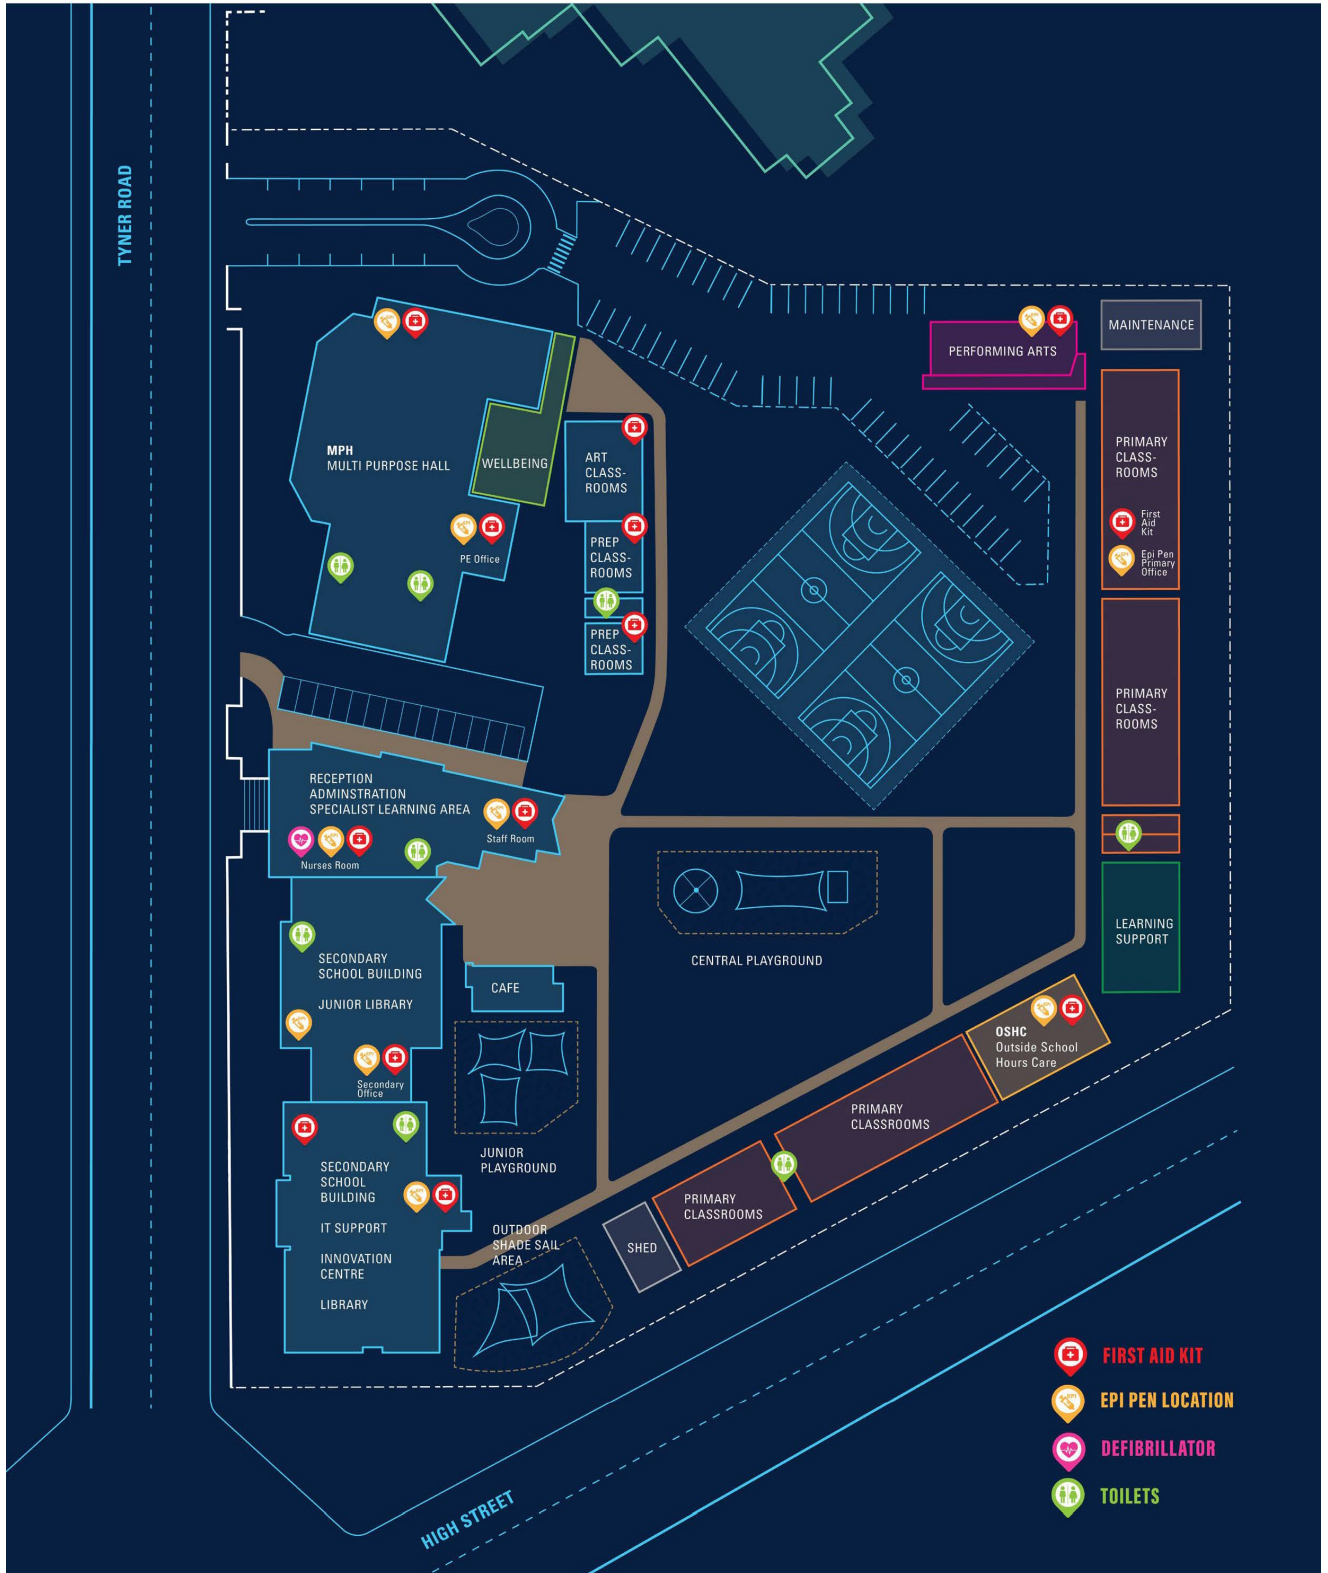 TYNER ROAD
MAINTENANCE
PERFORMING ARTS
PRIMARY
CLASS-
ROOMS
First
Aid
Kit
Epi Pen
Primary
Office
MPH
MULTI PURPOSE HALL
WELLBEING
ART
CLASS-
ROOMS
PE Office
PREP
CLASS-
ROOMS
PREP
CLASS-
ROOMS
PRIMARY
CLASS-
ROOMS
RECEPTION
ADMINSTRATION
SPECIALIST LEARNING AREA
Staff Room
Nurses Room
LEARNING
SUPPORT
SECONDARY
SCHOOL BUILDING
JUNIOR LIBRARY
CENTRAL PLAYGROUND
CAFE
OSHC
Outside School
Hours Care
Secondary
Office
PRIMARY
CLASSROOMS
JUNIOR
PLAYGROUND
SECONDARY
SCHOOL
BUILDING
IT SUPPORT
INNOVATION
CENTRE
LIBRARY
PRIMARY
CLASSROOMS
OUTDOOR
SHADE SAIL
AREA
SHED
FIRST AID KIT
EPI PEN LOCATION
DEFIBRILLATOR
TOILETS
HIGH STREET